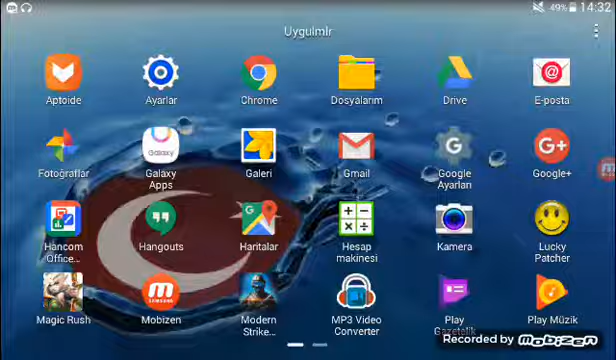 49% 14:32
Uygulmlr
Aptoide
Ayarlar
Chrome
Dosyalarım
Drive
E-posta
Fotoğraflar
Galaxy
Galaxy
Apps
Galeri
Gmail
Google
Ayarları
Google+
Hancom
Office...
Hangouts
Haritalar
Hesap
makinesi
Kamera
Lucky
Patcher
Magic Rush
Mobizen
Modern
Strike...
MP3 Video
Converter
Play
Gazetelik
Play Müzik
Recorded by mobizen